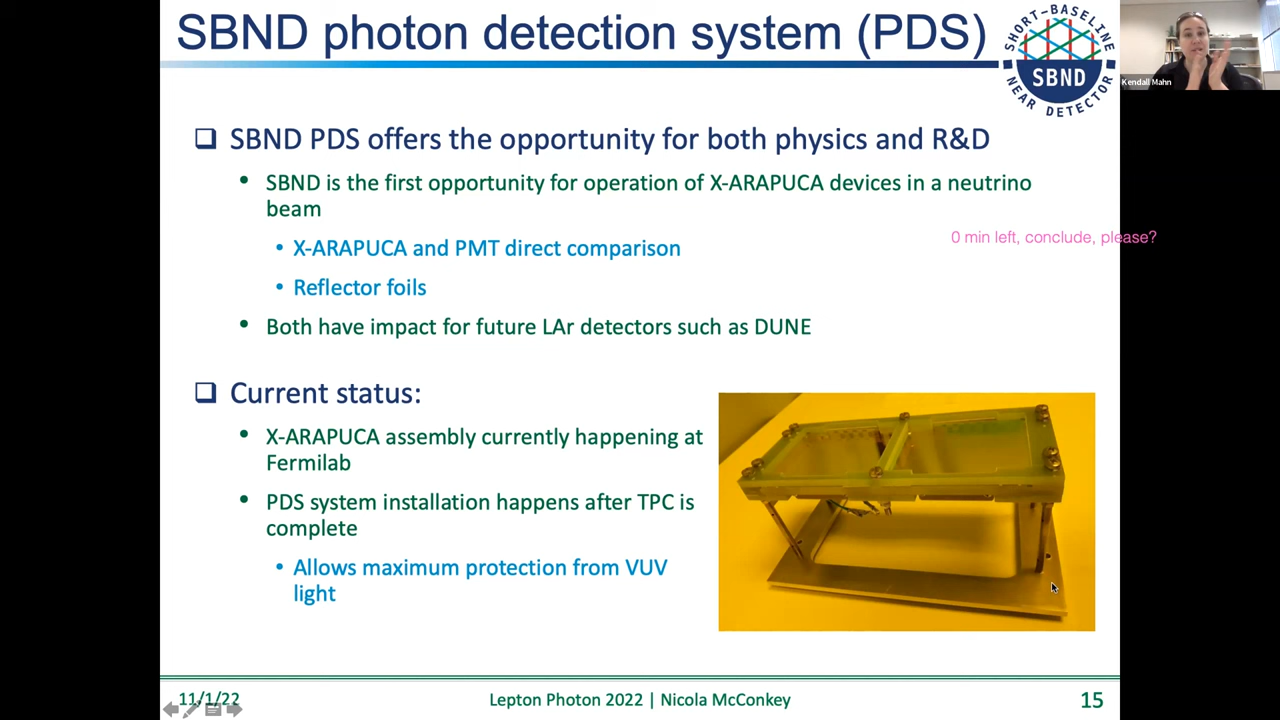 SBND photon detection system (PDS)
SHORT-BASELINE
SBND
NEAR DETECTOR
Kendall Mahn
SBND PDS offers the opportunity for both physics and R&D
• SBND is the first opportunity for operation of X-ARAPUCA devices in a neutrino
beam
0 min left, conclude, please?
• X-ARAPUCA and PMT direct comparison
• Reflector foils
• Both have impact for future LAr detectors such as DUNE
Current status:
• X-ARAPUCA assembly currently happening at
Fermilab
• PDS system installation happens after TPC is
complete
• Allows maximum protection from VUV
light
11/1/22
Lepton Photon 2022 | Nicola McConkey
15